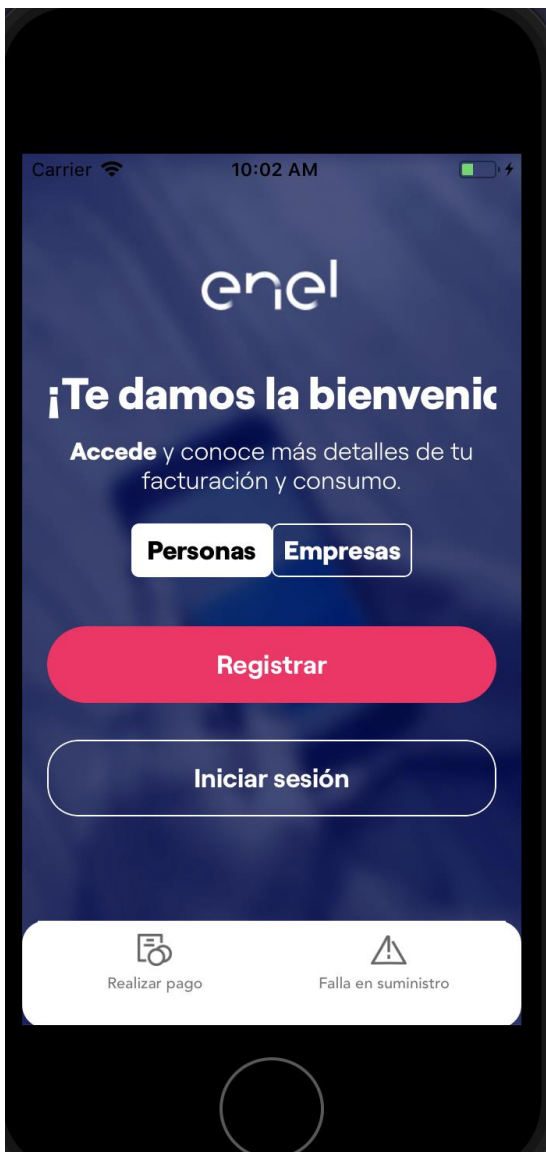 Carrier 10:02 AM
enel
¡Te damos la bienvenid
Accede y conoce más detalles de tu
facturación y consumo.
Personas Empresas
Registrar
Iniciar sesión
Realizar pago Falla en suministro